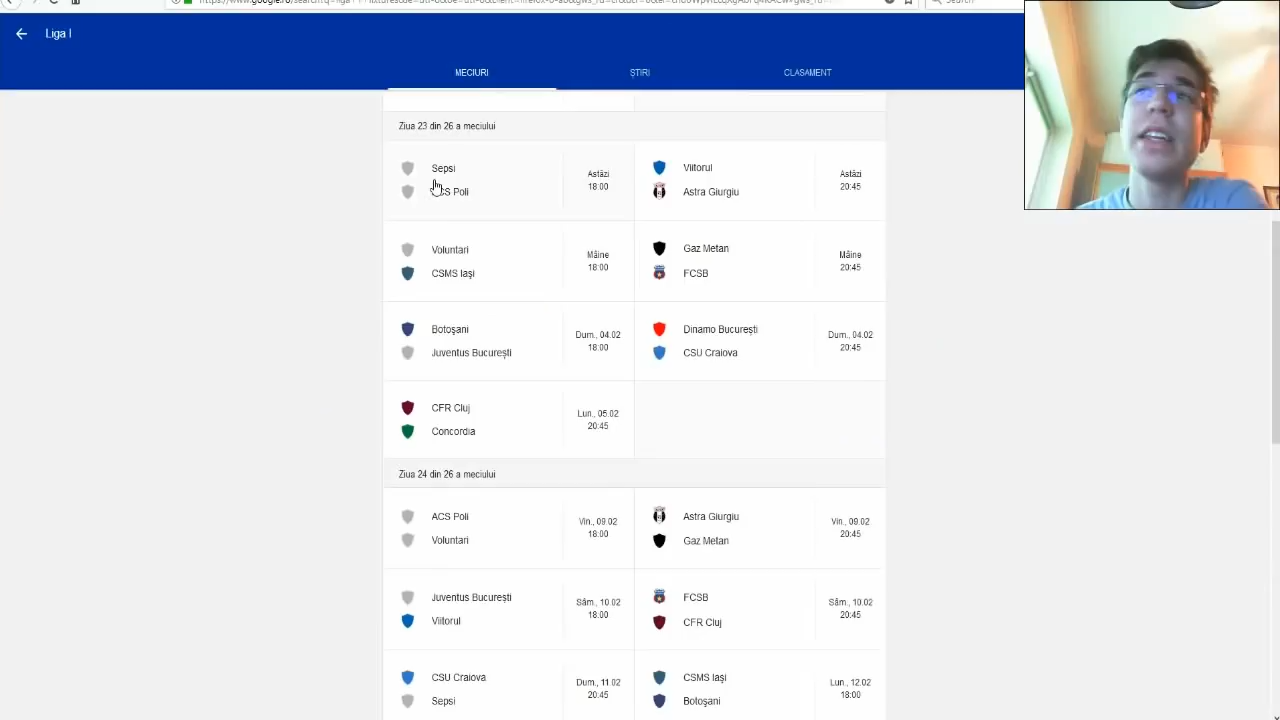 Liga I
MECIURI
ȘTIRI
CLASAMENT
Ziua 23 din 26 a meciului
Sepsi
S Poli
Astăzi
18:00
Viitorul
Astra Giurgiu
Astăzi
20:45
Voluntari
CSMS Iași
Mâine
18:00
Gaz Metan
FCSB
Mâine
20:45
Botoșani
Juventus București
Dum., 04.02
18:00
Dinamo București
CSU Craiova
Dum., 04.02
20:45
CFR Cluj
Concordia
Lun., 05.02
20:45
Ziua 24 din 26 a meciului
ACS Poli
Voluntari
Vin., 09.02
18:00
Astra Giurgiu
Gaz Metan
Vin., 09.02
20:45
Juventus București
Viitorul
Sâm., 10.02
18:00
FCSB
CFR Cluj
Sâm., 10.02
20:45
CSU Craiova
Sepsi
Dum., 11.02
20:45
CSMS Iași
Botoșani
Lun., 12.02
18:00